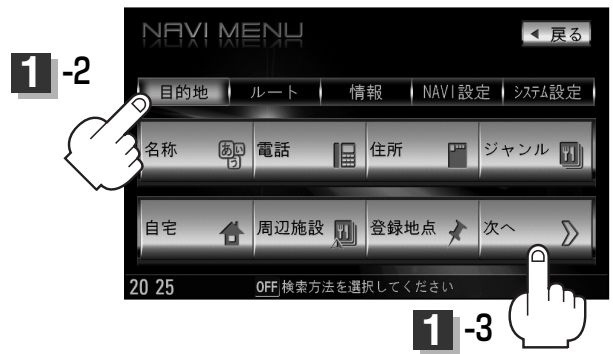 NAVI MENU
◀ 戻る
1 -2
目的地 ルート 情報 NAVI設定 システム設定
名称 あいう 電話 住所 ジャンル
自宅 周辺施設 登録地点 次へ
20 25 OFF 検索方法を選択してください
1 -3